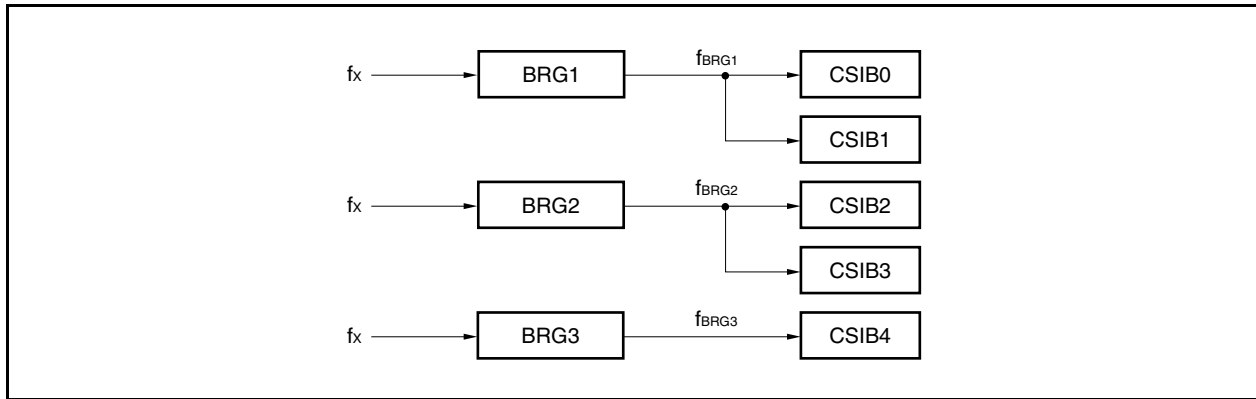 fBRG1
fX BRG1 CSIB0
CSIB1
fBRG2
fX BRG2 CSIB2
CSIB3
fBRG3
fX BRG3 CSIB4